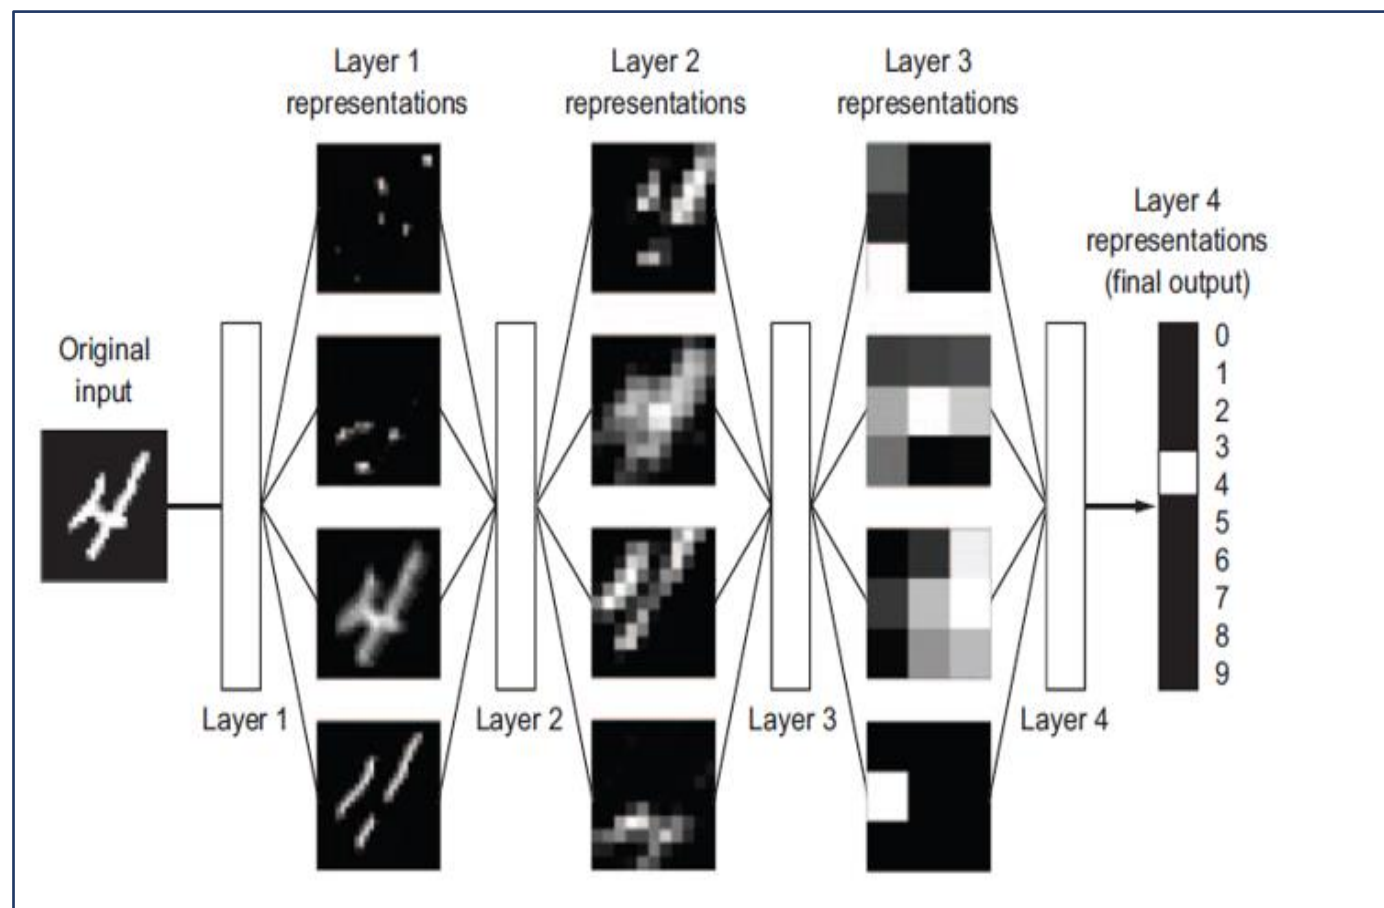 Layer 1
representations
Layer 2
representations
Layer 3
representations
Layer 4
representations
(final output)
Original
input
0
1
2
3
4
5
6
7
8
9
Layer 1
Layer 2
Layer 3
Layer 4